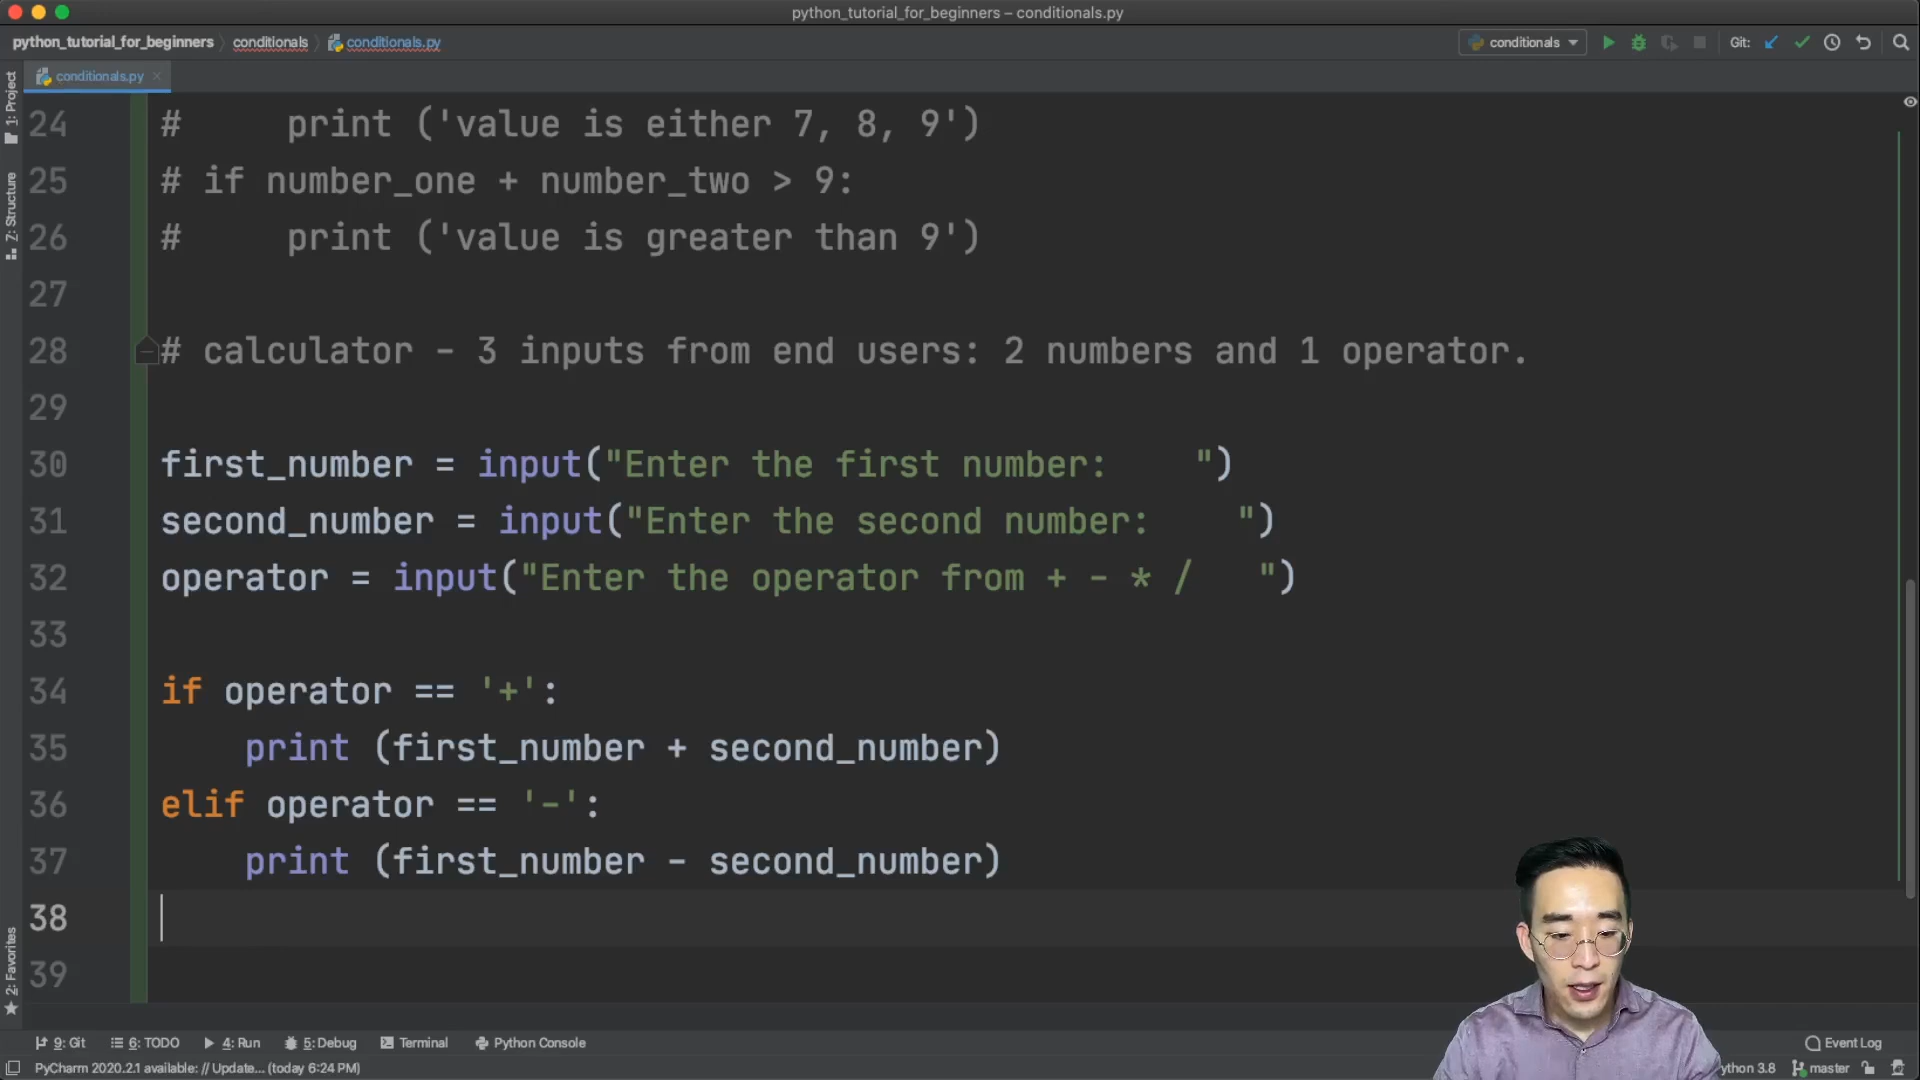 python_tutorial_for_beginners – conditionals.py
python_tutorial_for_beginners conditionals conditionals.py conditionals Git:
conditionals.py
1: Project
Z: Structure
2: Favorites
24 #     print ('value is either 7, 8, 9')
25 # if number_one + number_two > 9:
26 #     print ('value is greater than 9')
27
28 # calculator - 3 inputs from end users: 2 numbers and 1 operator.
29
30 first_number = input("Enter the first number:    ")
31 second_number = input("Enter the second number:    ")
32 operator = input("Enter the operator from + - * /   ")
33
34 if operator == '+':
35     print (first_number + second_number)
36 elif operator == '-':
37     print (first_number - second_number)
38
39
9: Git 6: TODO 4: Run 5: Debug Terminal Python Console Event Log
PyCharm 2020.2.1 available: // Update... (today 6:24 PM) ython 3.8 master